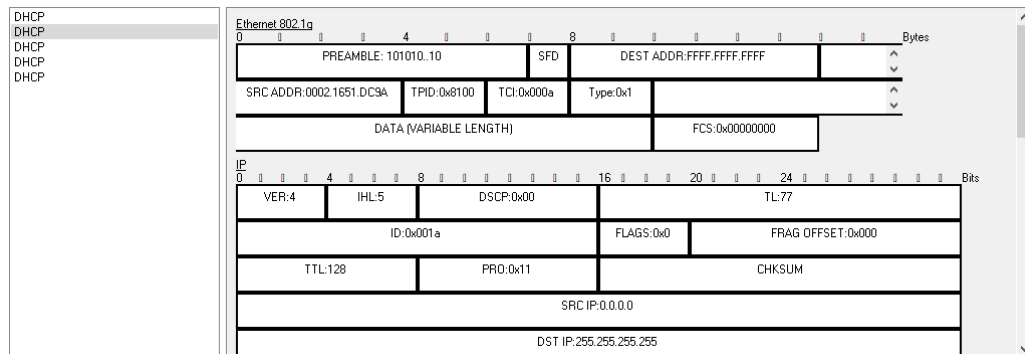 DHCP
DHCP
DHCP
DHCP
DHCP
Ethernet 802.1q
0 4 8 Bytes
PREAMBLE: 101010..10 SFD DEST ADDR:FFFF.FFFF.FFFF
SRC ADDR:0002.1651.DC9A TPID:0x8100 TCI:0x000a Type:0x1
DATA (VARIABLE LENGTH) FCS:0x00000000
IP
0 4 8 16 20 24 Bits
VER:4 IHL:5 DSCP:0x00 TL:77
ID:0x001a FLAGS:0x0 FRAG OFFSET:0x000
TTL:128 PRO:0x11 CHKSUM
SRC IP:0.0.0.0
DST IP:255.255.255.255